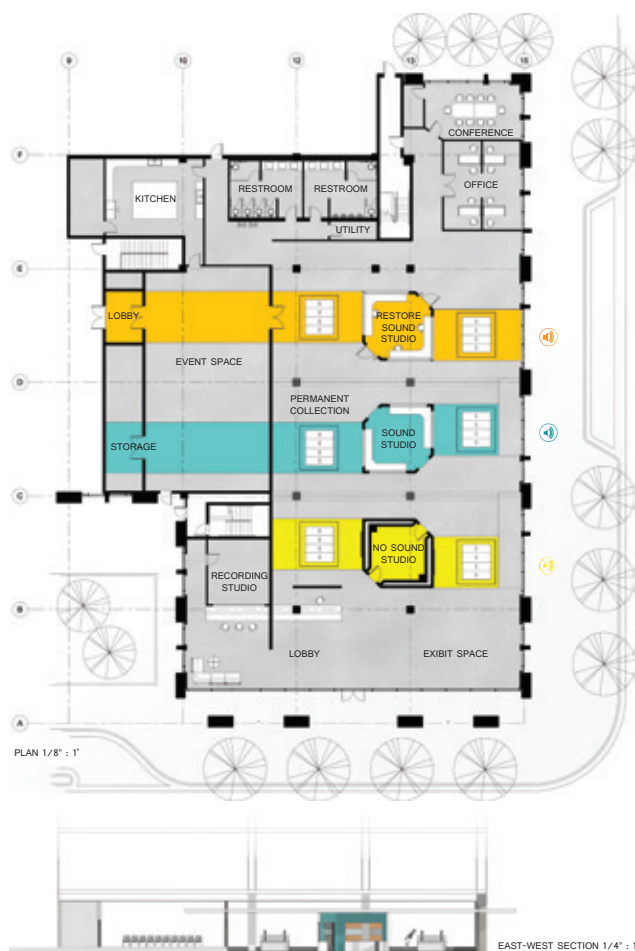 9
10
12
13
15
F
CONFERENCE
OFFICE
KITCHEN
RESTROOM
RESTROOM
UTILITY
E
LOBBY
RESTORE
SOUND
STUDIO
EVENT SPACE
D
PERMANENT
COLLECTION
STORAGE
SOUND
STUDIO
C
NO SOUND
STUDIO
RECORDING
STUDIO
B
LOBBY
EXIBIT SPACE
A
PLAN 1/8" : 1'
EAST-WEST SECTION 1/4" : 1